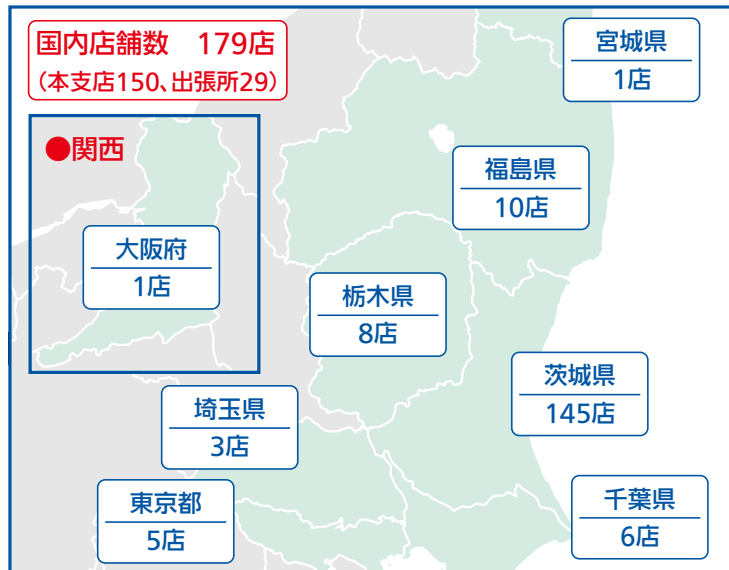 国内店舗数 179店
(本支店150、出張所29)
宮城県
1店
●関西
福島県
10店
大阪府
1店
栃木県
8店
茨城県
145店
埼玉県
3店
東京都
5店
千葉県
6店